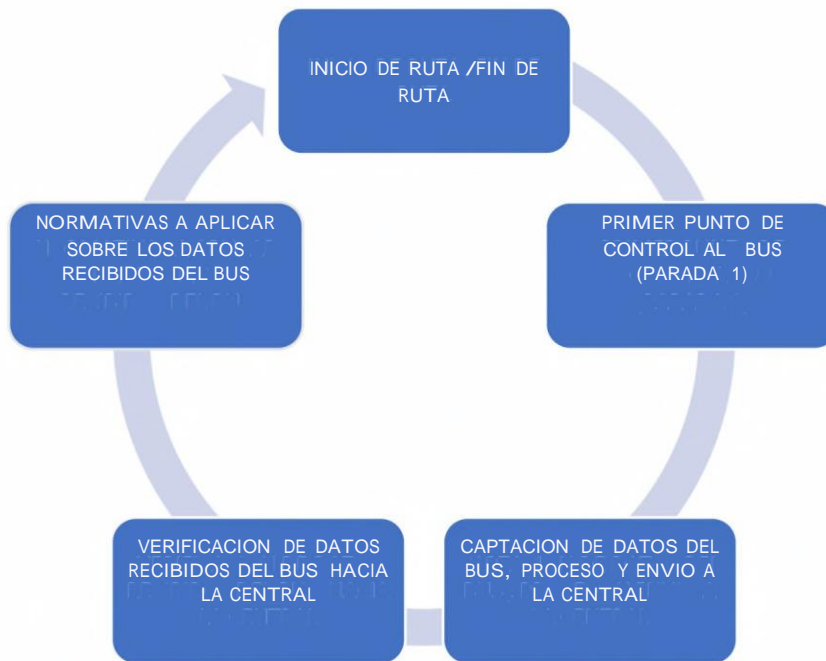 INICIO DE RUTA /FIN DE
RUTA
PRIMER PUNTO DE
CONTROL AL BUS
(PARADA 1)
CAPTACION DE DATOS DEL
BUS, PROCESO Y ENVIO A
LA CENTRAL
VERIFICACION DE DATOS
RECIBIDOS DEL BUS HACIA
LA CENTRAL
NORMATIVAS A APLICAR
SOBRE LOS DATOS
RECIBIDOS DEL BUS